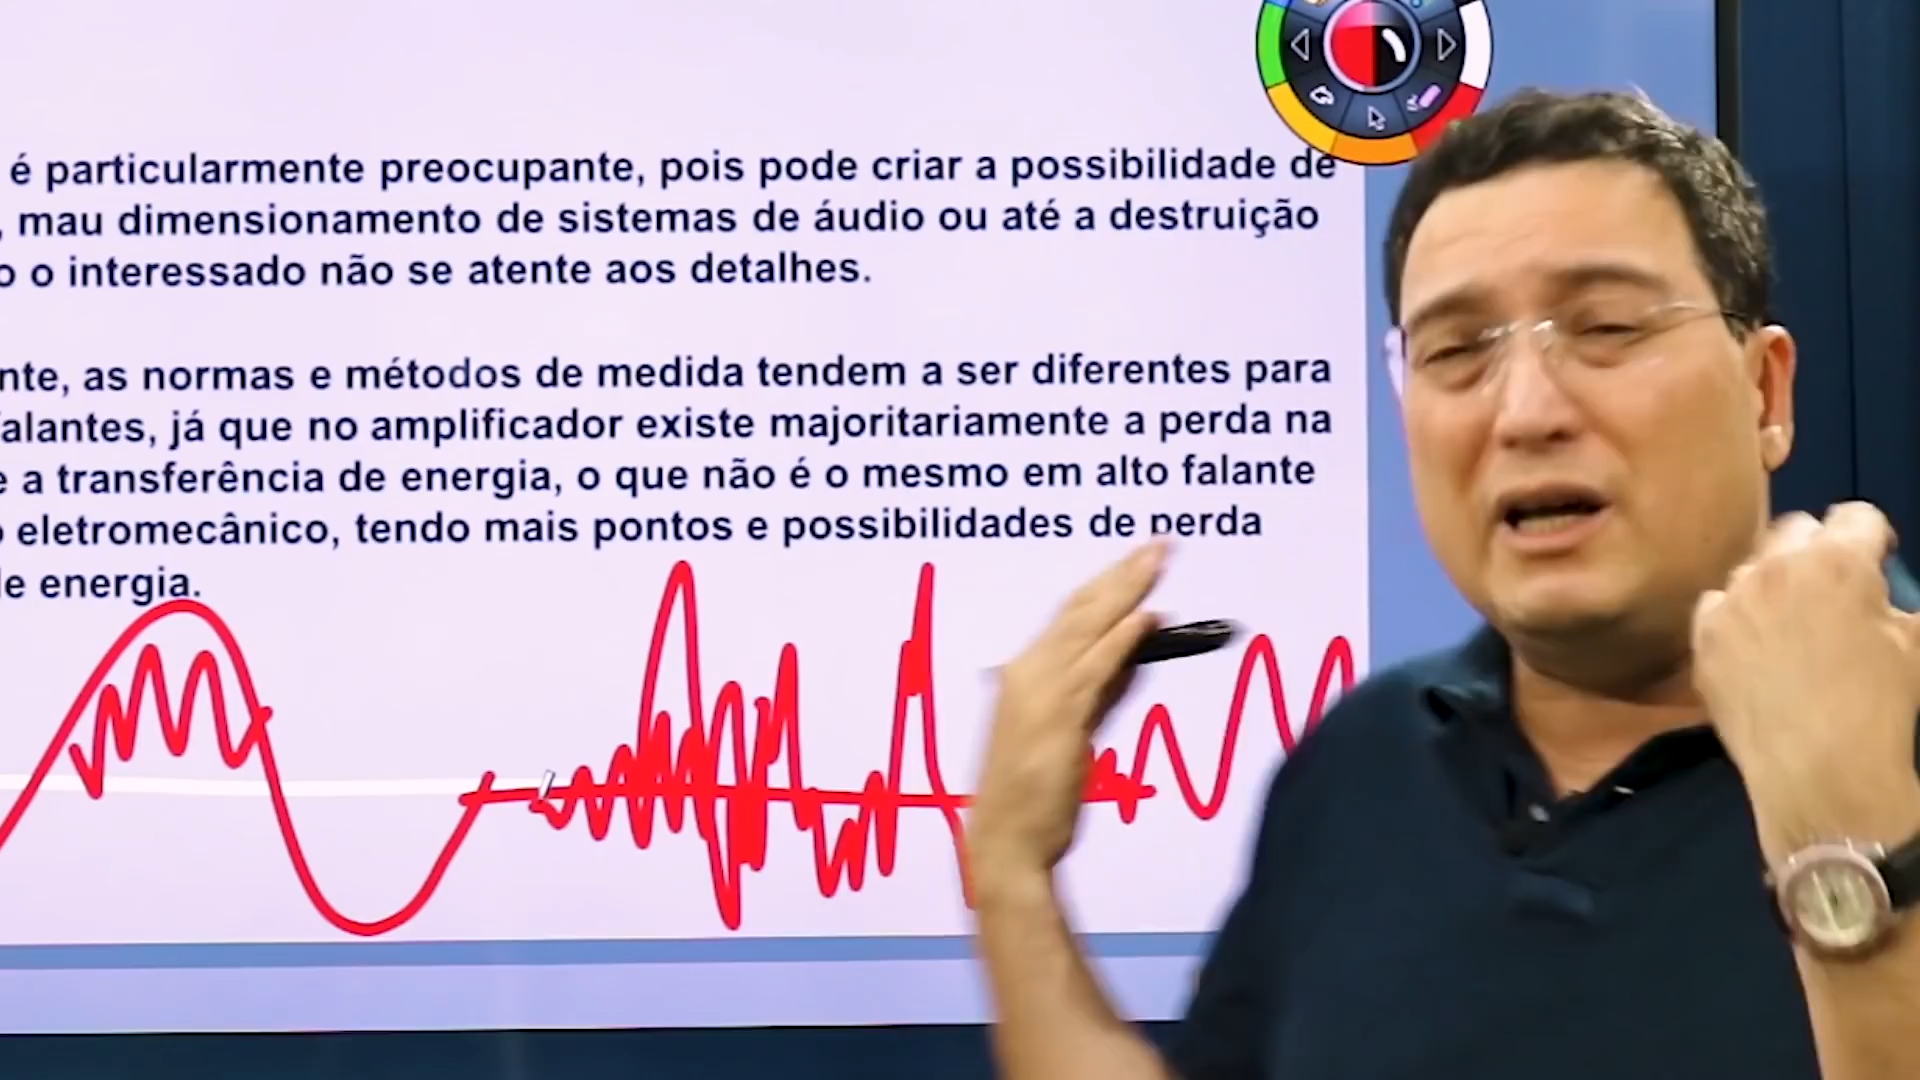 é particularmente preocupante, pois pode criar a possibilidade de
, mau dimensionamento de sistemas de áudio ou até a destruição
o o interessado não se atente aos detalhes.
nte, as normas e métodos de medida tendem a ser diferentes para
alantes, já que no amplificador existe majoritariamente a perda na
e a transferência de energia, o que não é o mesmo em alto falante
o eletromecânico, tendo mais pontos e possibilidades de perda
de energia.